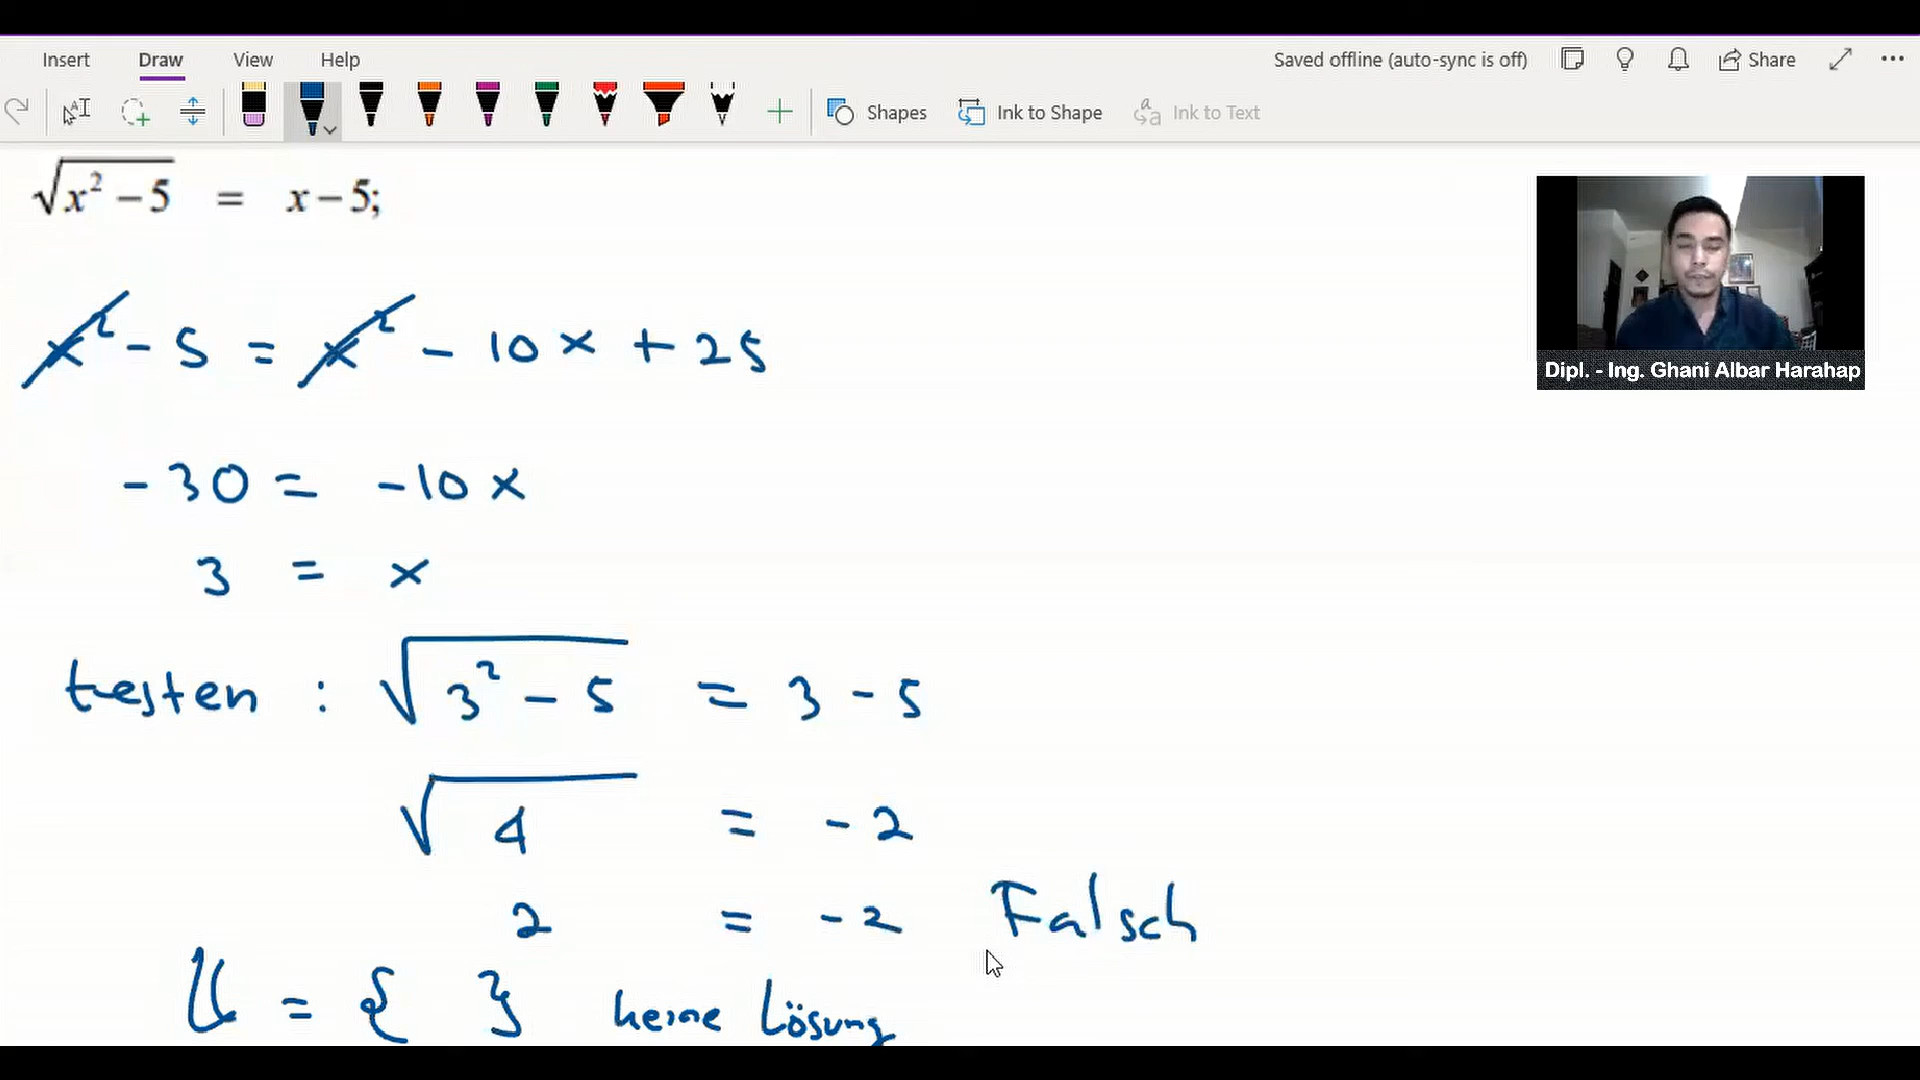 Insert Draw View Help Saved offline (auto-sync is off) Share
Shapes Ink to Shape Ink to Text
√(x² − 5) = x − 5;
x² - 5 = x² - 10x + 25
- 30 = - 10 x
3 = x
testen : √(3² - 5) = 3 - 5
√4 = - 2
2 = - 2 Falsch
𝕃 = { } keine Lösung
Dipl. - Ing. Ghani Albar Harahap